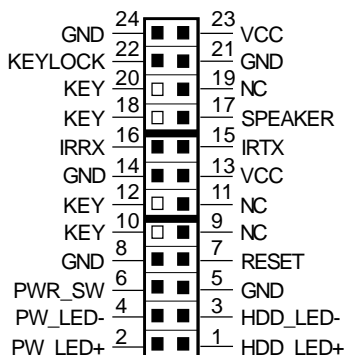 GND 24 23 VCC
KEYLOCK 22 21 GND
KEY 20 19 NC
KEY 18 17 SPEAKER
IRRX 16 15 IRTX
GND 14 13 VCC
KEY 12 11 NC
KEY 10 9 NC
GND 8 7 RESET
PWR_SW 6 5 GND
PW_LED- 4 3 HDD_LED-
PW_LED+ 2 1 HDD_LED+